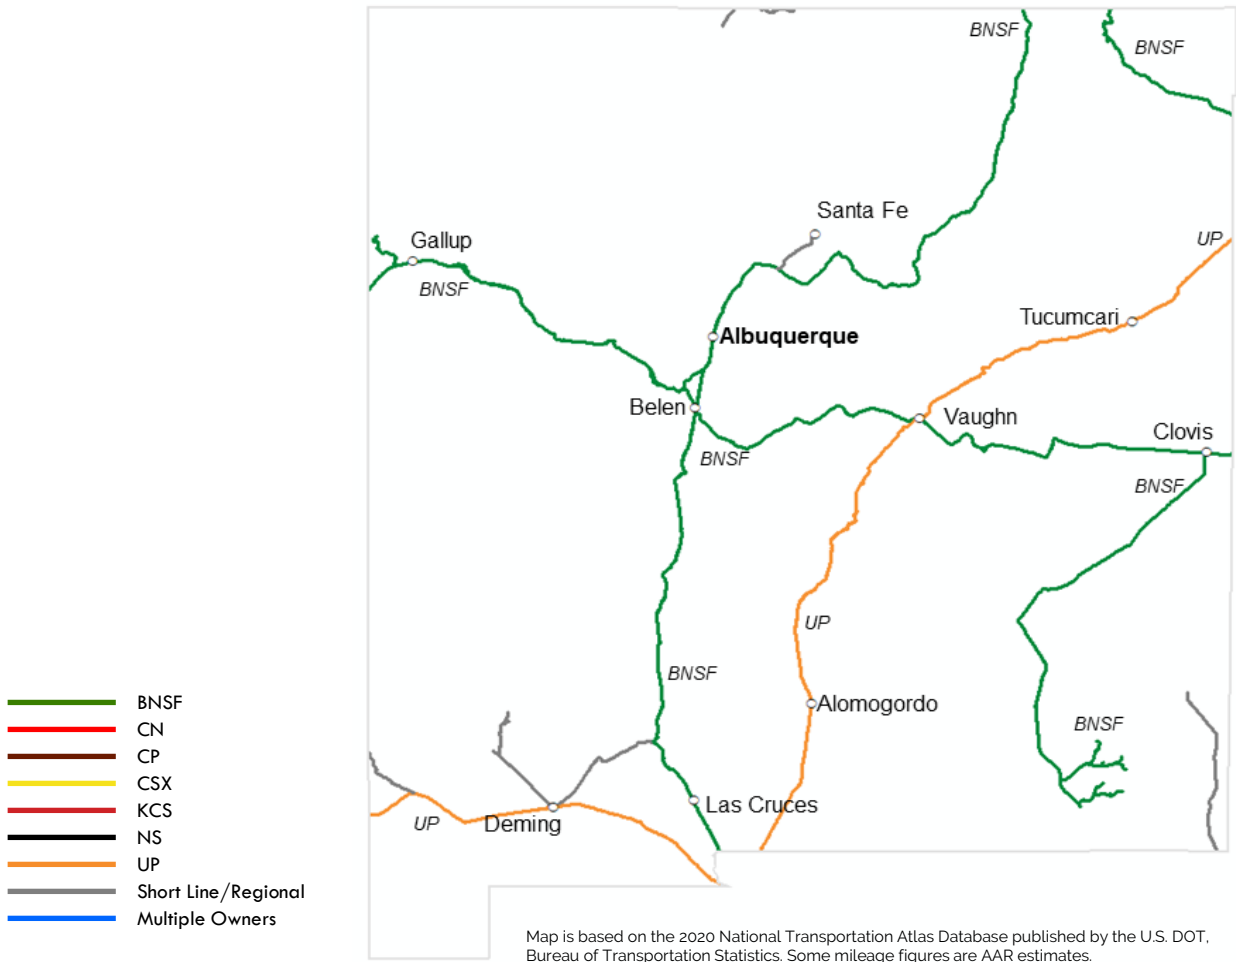 BNSF
BNSF
Santa Fe
UP
Gallup
BNSF
Tucumcari
Albuquerque
Belen
Vaughn
Clovis
BNSF
BNSF
UP
BNSF
Alomogordo
BNSF
Las Cruces
UP
Deming
BNSF
CN
CP
CSX
KCS
NS
UP
Short Line/Regional
Multiple Owners
Map is based on the 2020 National Transportation Atlas Database published by the U.S. DOT,
Bureau of Transportation Statistics. Some mileage figures are AAR estimates.